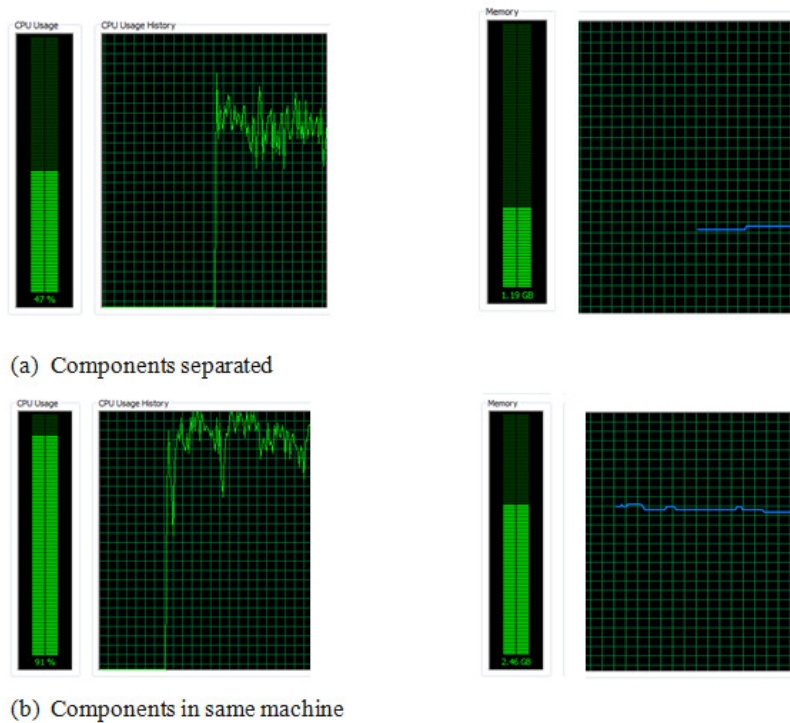 CPU Usage
CPU Usage History
Memory
47 %
1.19 GB
(a) Components separated
CPU Usage
CPU Usage History
Memory
91 %
2.46 GB
(b) Components in same machine